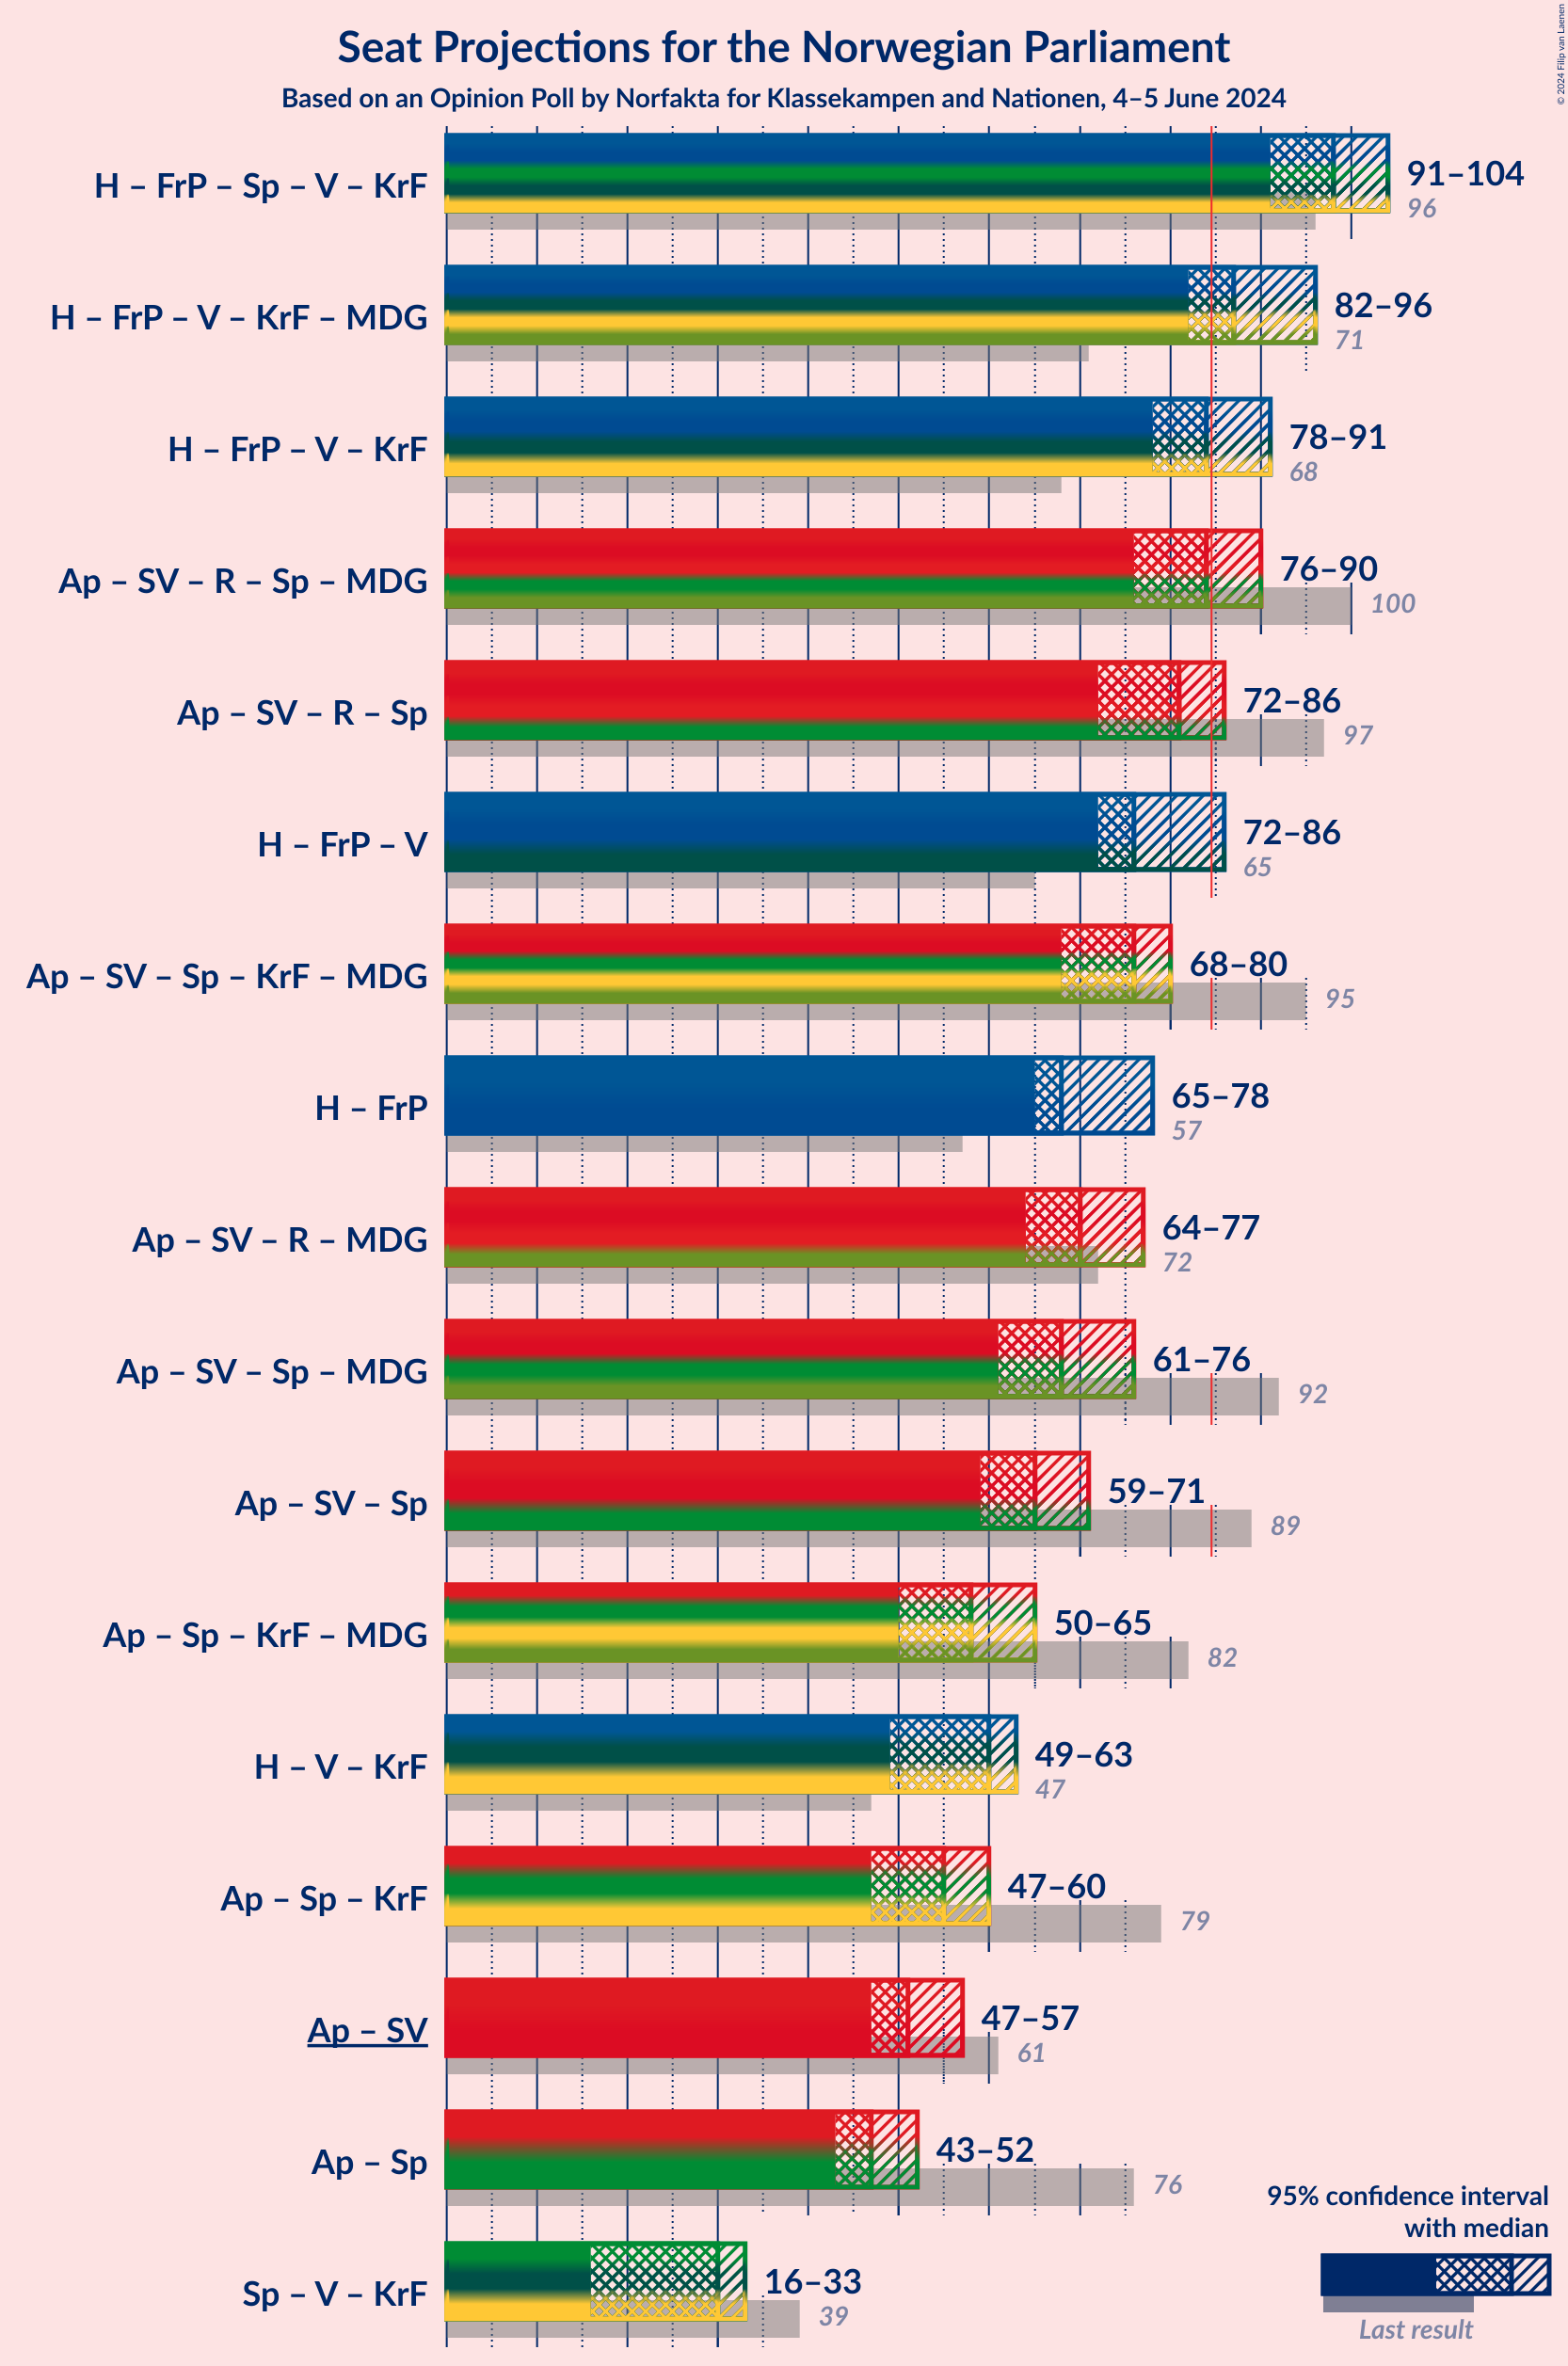 Seat Projections for the Norwegian Parliament
Based on an Opinion Poll by Norfakta for Klassekampen and Nationen, 4–5 June 2024
© 2024 Filip van Laenen
H – FrP – Sp – V – KrF
91–104
96
H – FrP – V – KrF – MDG
82–96
71
H – FrP – V – KrF
78–91
68
Ap – SV – R – Sp – MDG
76–90
100
Ap – SV – R – Sp
72–86
97
H – FrP – V
72–86
65
Ap – SV – Sp – KrF – MDG
68–80
95
H – FrP
65–78
57
Ap – SV – R – MDG
64–77
72
Ap – SV – Sp – MDG
61–76
92
Ap – SV – Sp
59–71
89
Ap – Sp – KrF – MDG
50–65
82
H – V – KrF
49–63
47
Ap – Sp – KrF
47–60
79
Ap – SV
47–57
61
Ap – Sp
43–52
76
Sp – V – KrF
16–33
39
95% confidence interval
with median
Last result